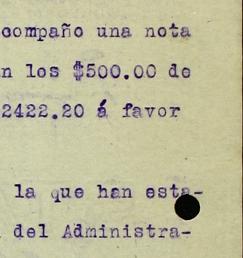 compaño una nota
n los $500.00 de
2422.20 á favor
la que han esta-
del Administra-